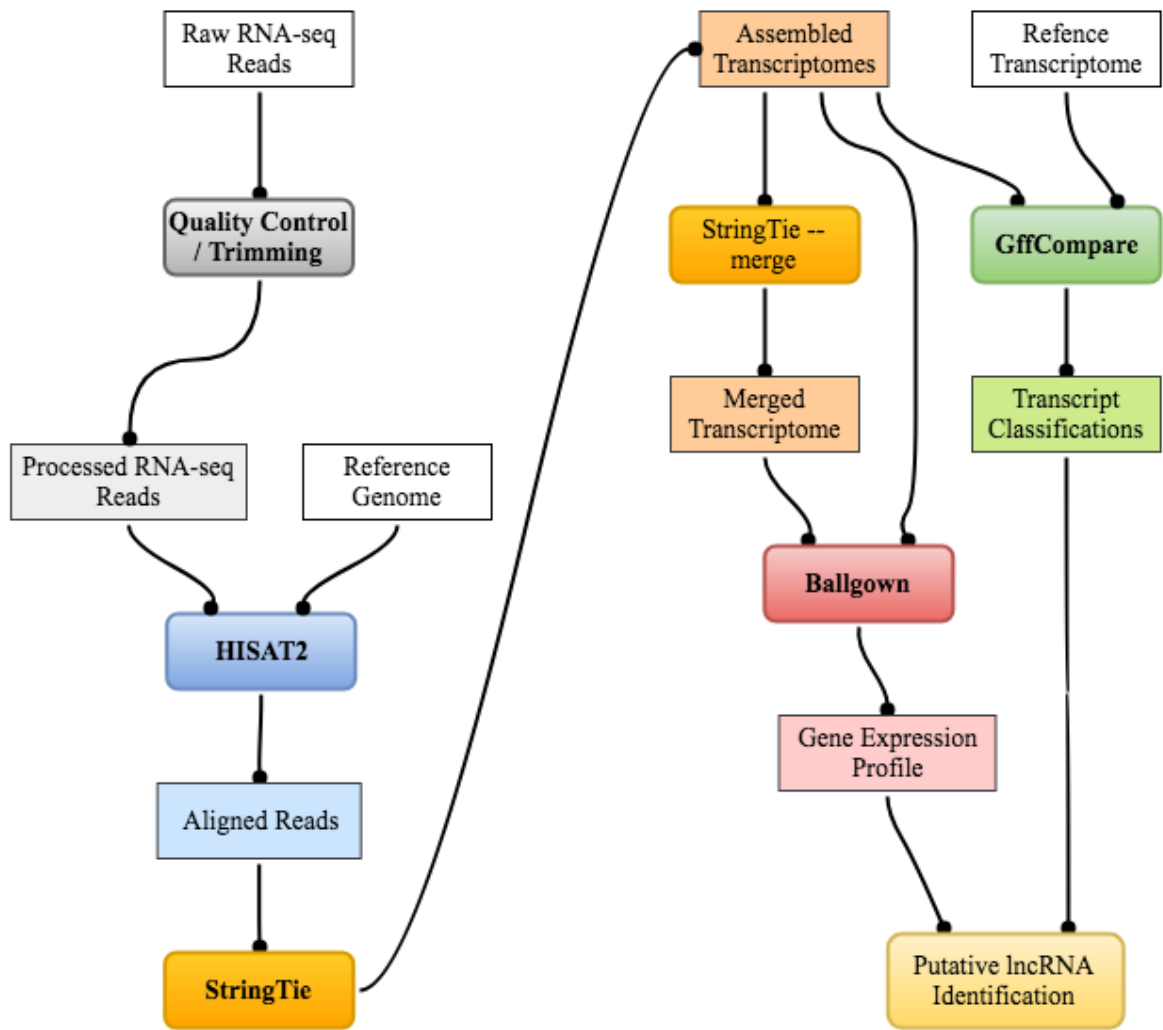 Raw RNA-seq
Reads
Quality Control
/ Trimming
Processed RNA-seq
Reads
Reference
Genome
HISAT2
Aligned Reads
StringTie
Assembled
Transcriptomes
Refence
Transcriptome
StringTie --
merge
GffCompare
Merged
Transcriptome
Transcript
Classifications
Ballgown
Gene Expression
Profile
Putative lncRNA
Identification